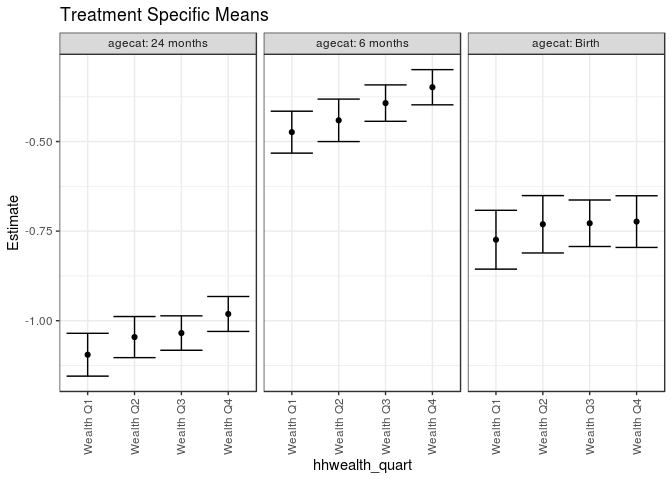 Treatment Specific Means
agecat: 24 months
agecat: 6 months
agecat: Birth
Estimate
-0.50
-0.75
-1.00
Wealth Q1
Wealth Q2
Wealth Q3
Wealth Q4
Wealth Q1
Wealth Q2
Wealth Q3
Wealth Q4
Wealth Q1
Wealth Q2
Wealth Q3
Wealth Q4
hhwealth_quart